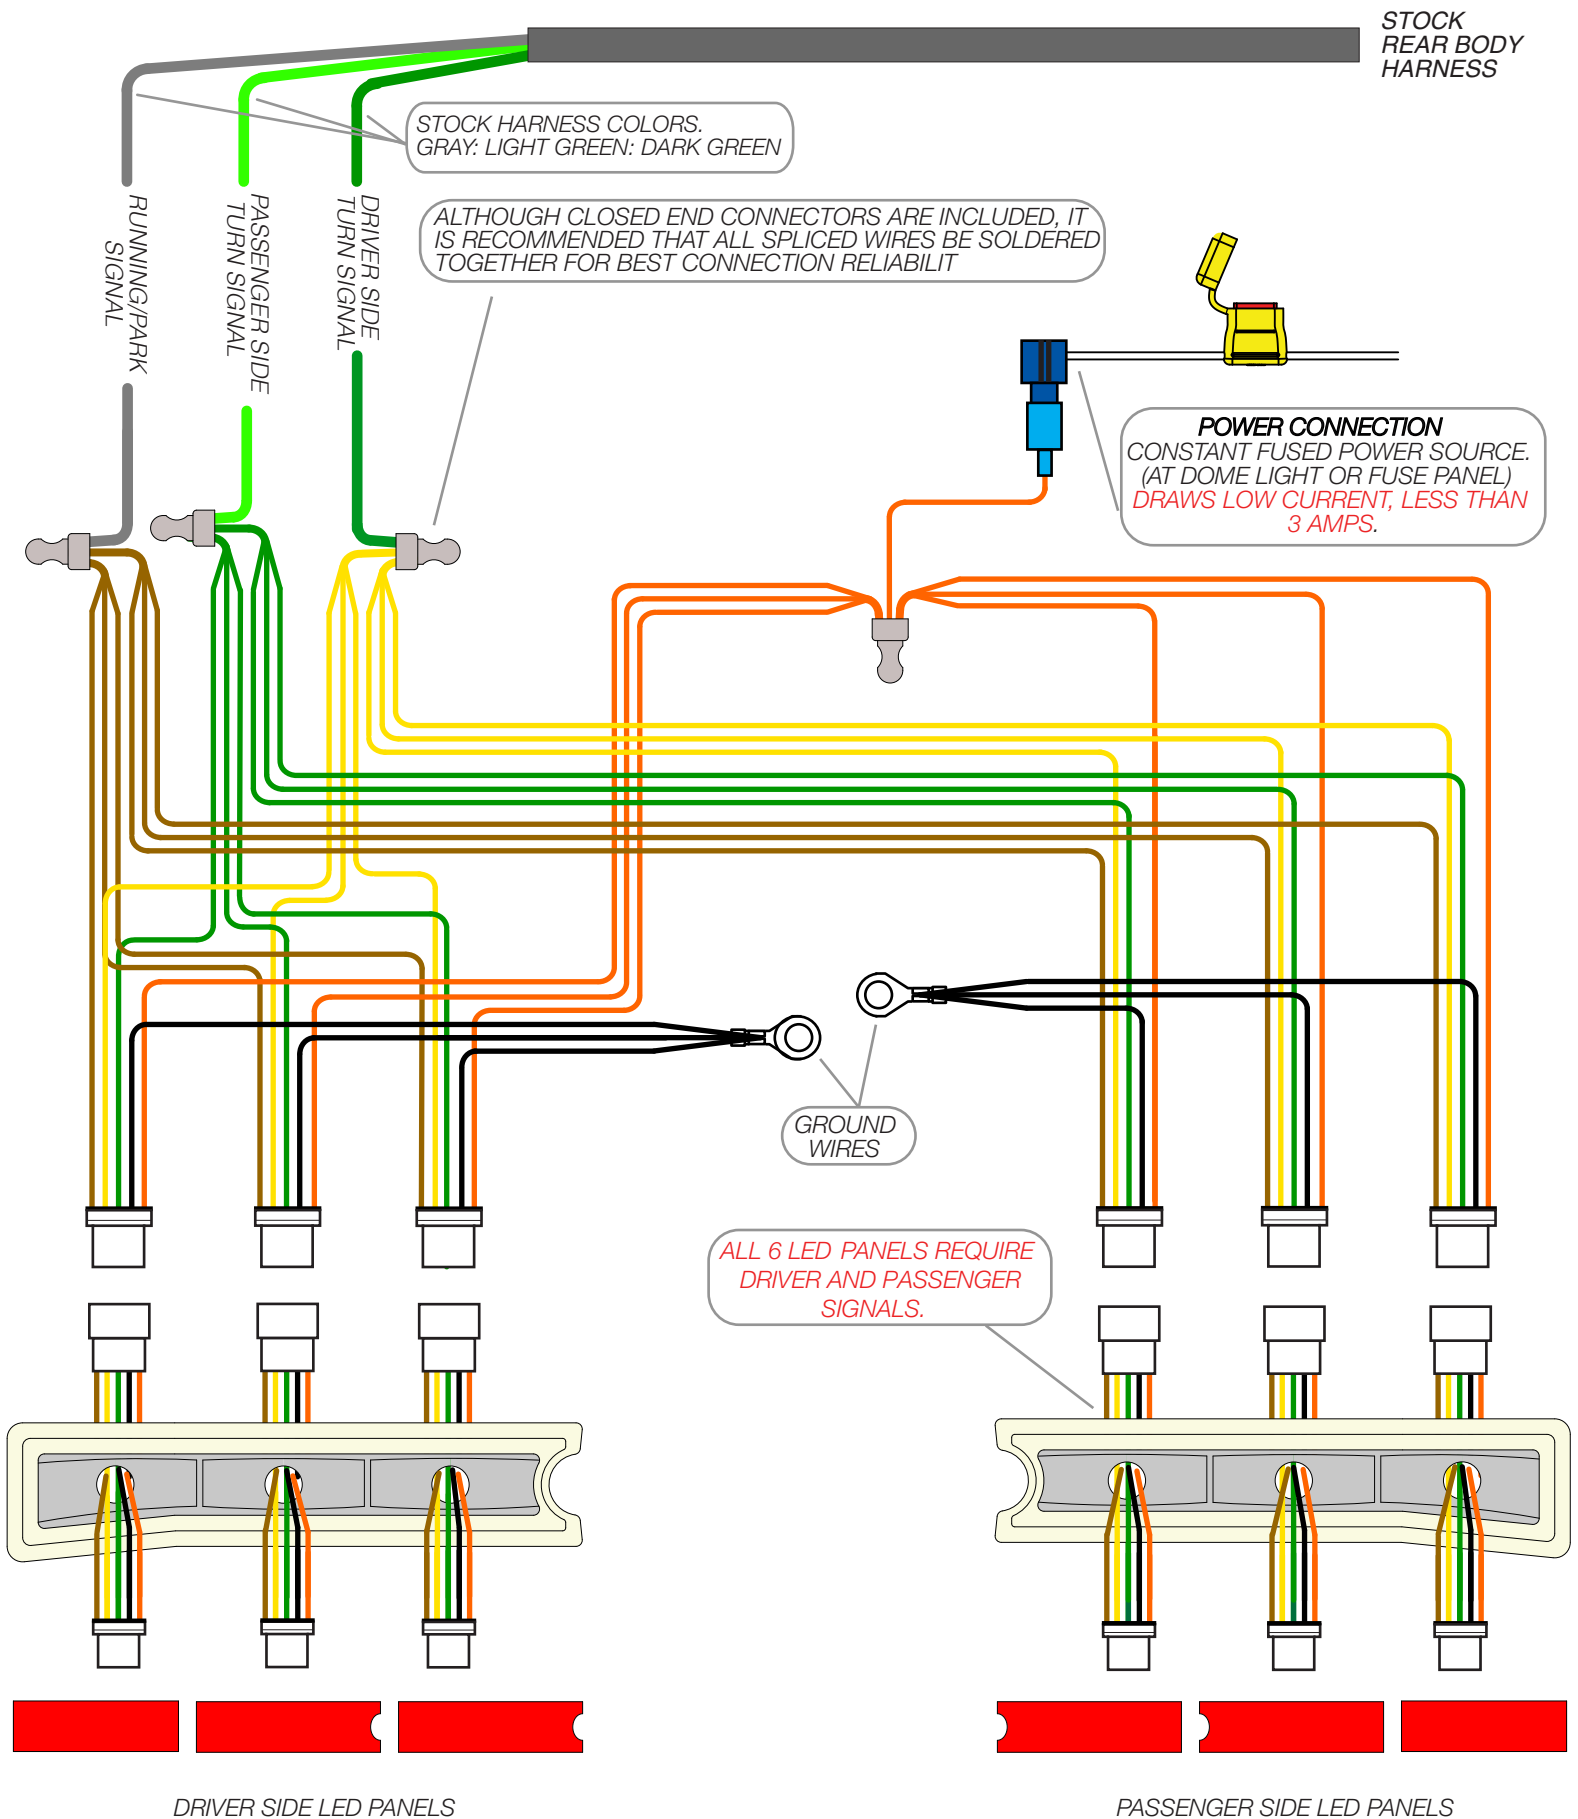 STOCK
REAR BODY
HARNESS
STOCK HARNESS COLORS.
GRAY: LIGHT GREEN: DARK GREEN
RUNNING/PARK
SIGNAL
PASSENGER SIDE
TURN SIGNAL
DRIVER SIDE
TURN SIGNAL
ALTHOUGH CLOSED END CONNECTORS ARE INCLUDED, IT
IS RECOMMENDED THAT ALL SPLICED WIRES BE SOLDERED
TOGETHER FOR BEST CONNECTION RELIABILIT
POWER CONNECTION
CONSTANT FUSED POWER SOURCE.
(AT DOME LIGHT OR FUSE PANEL)
DRAWS LOW CURRENT, LESS THAN
3 AMPS.
GROUND
WIRES
ALL 6 LED PANELS REQUIRE
DRIVER AND PASSENGER
SIGNALS.
DRIVER SIDE LED PANELS
PASSENGER SIDE LED PANELS